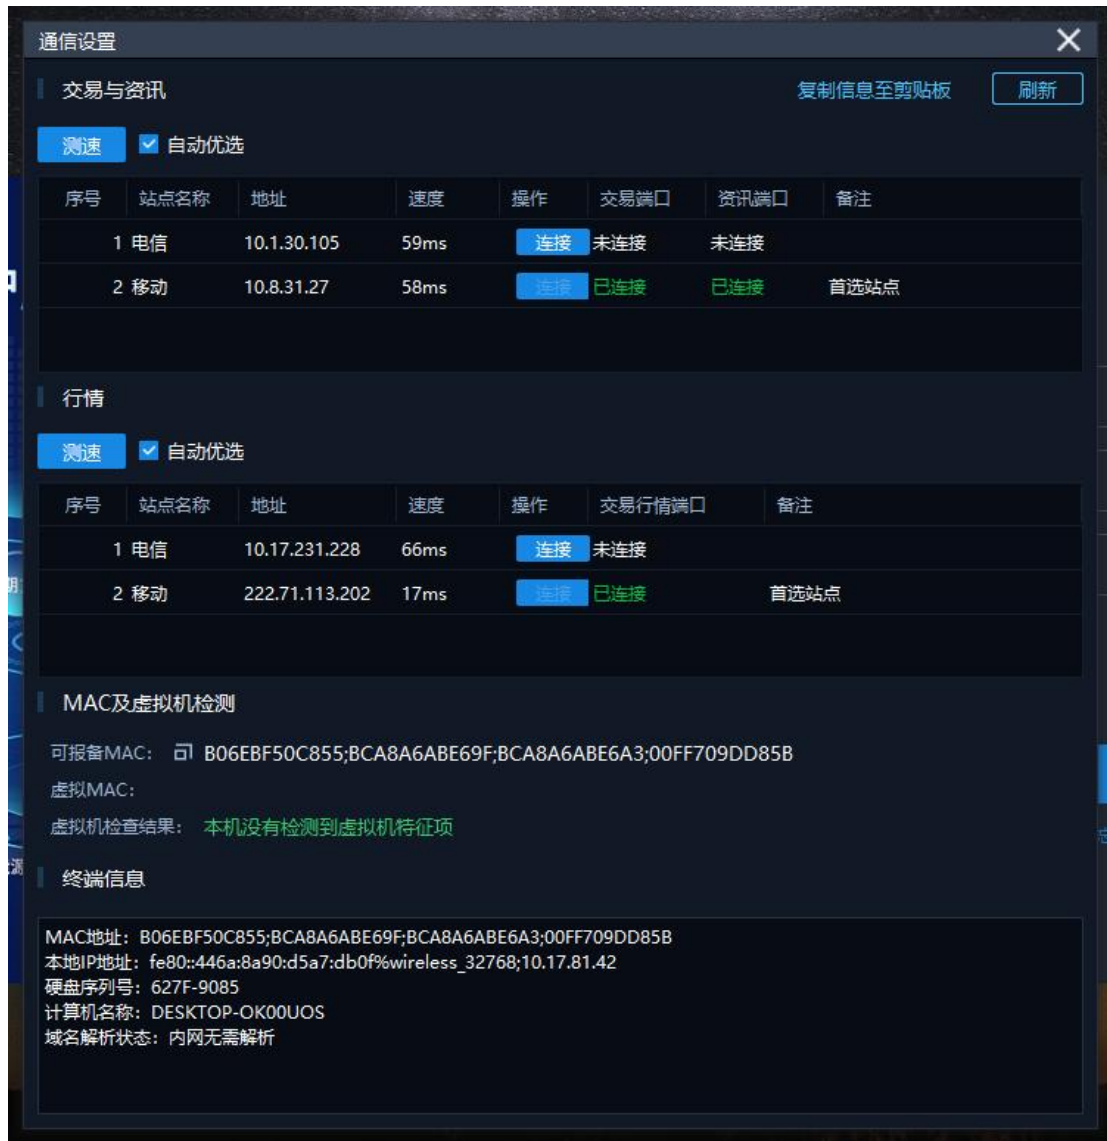 通信设置
交易与资讯 复制信息至剪贴板 刷新
测速 自动优选
序号 站点名称 地址 速度 操作 交易端口 资讯端口 备注
1 电信 10.1.30.105 59ms 连接 未连接 未连接
2 移动 10.8.31.27 58ms 连接 已连接 已连接 首选站点
行情
测速 自动优选
序号 站点名称 地址 速度 操作 交易行情端口 备注
1 电信 10.17.231.228 66ms 连接 未连接
2 移动 222.71.113.202 17ms 连接 已连接 首选站点
MAC及虚拟机检测
可报备MAC： B06EBF50C855;BCA8A6ABE69F;BCA8A6ABE6A3;00FF709DD85B
虚拟MAC：
虚拟机检查结果： 本机没有检测到虚拟机特征项
终端信息
MAC地址：B06EBF50C855;BCA8A6ABE69F;BCA8A6ABE6A3;00FF709DD85B
本地IP地址：fe80::446a:8a90:d5a7:db0f%wireless_32768;10.17.81.42
硬盘序列号：627F-9085
计算机名称：DESKTOP-OK00UOS
域名解析状态：内网无需解析